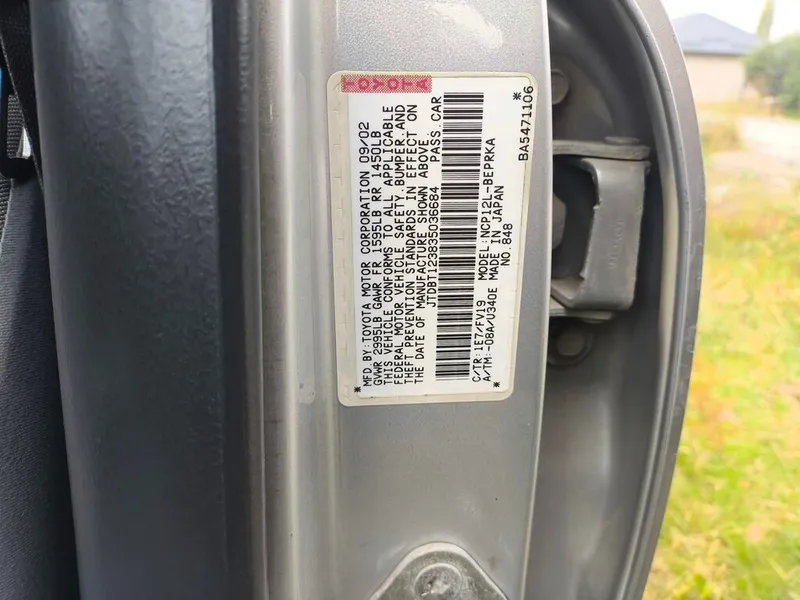 TOYOTA
MFD BY: TOYOTA MOTOR CORPORATION 09/02
GVWR 2995LB GAWR FR 1595LB RR 1450LB
THIS VEHICLE CONFORMS TO ALL APPLICABLE
FEDERAL MOTOR VEHICLE SAFETY, BUMPER, AND
THEFT PREVENTION STANDARDS IN EFFECT ON
THE DATE OF MANUFACTURE SHOWN ABOVE.
JTDBT123835036684 PASS CAR
C/TR: 1E7/FV19 MODEL: NCP12L-BEPRKA
A/TM: -08A/U340E MADE IN JAPAN
NO. 848
* BA5471106 *